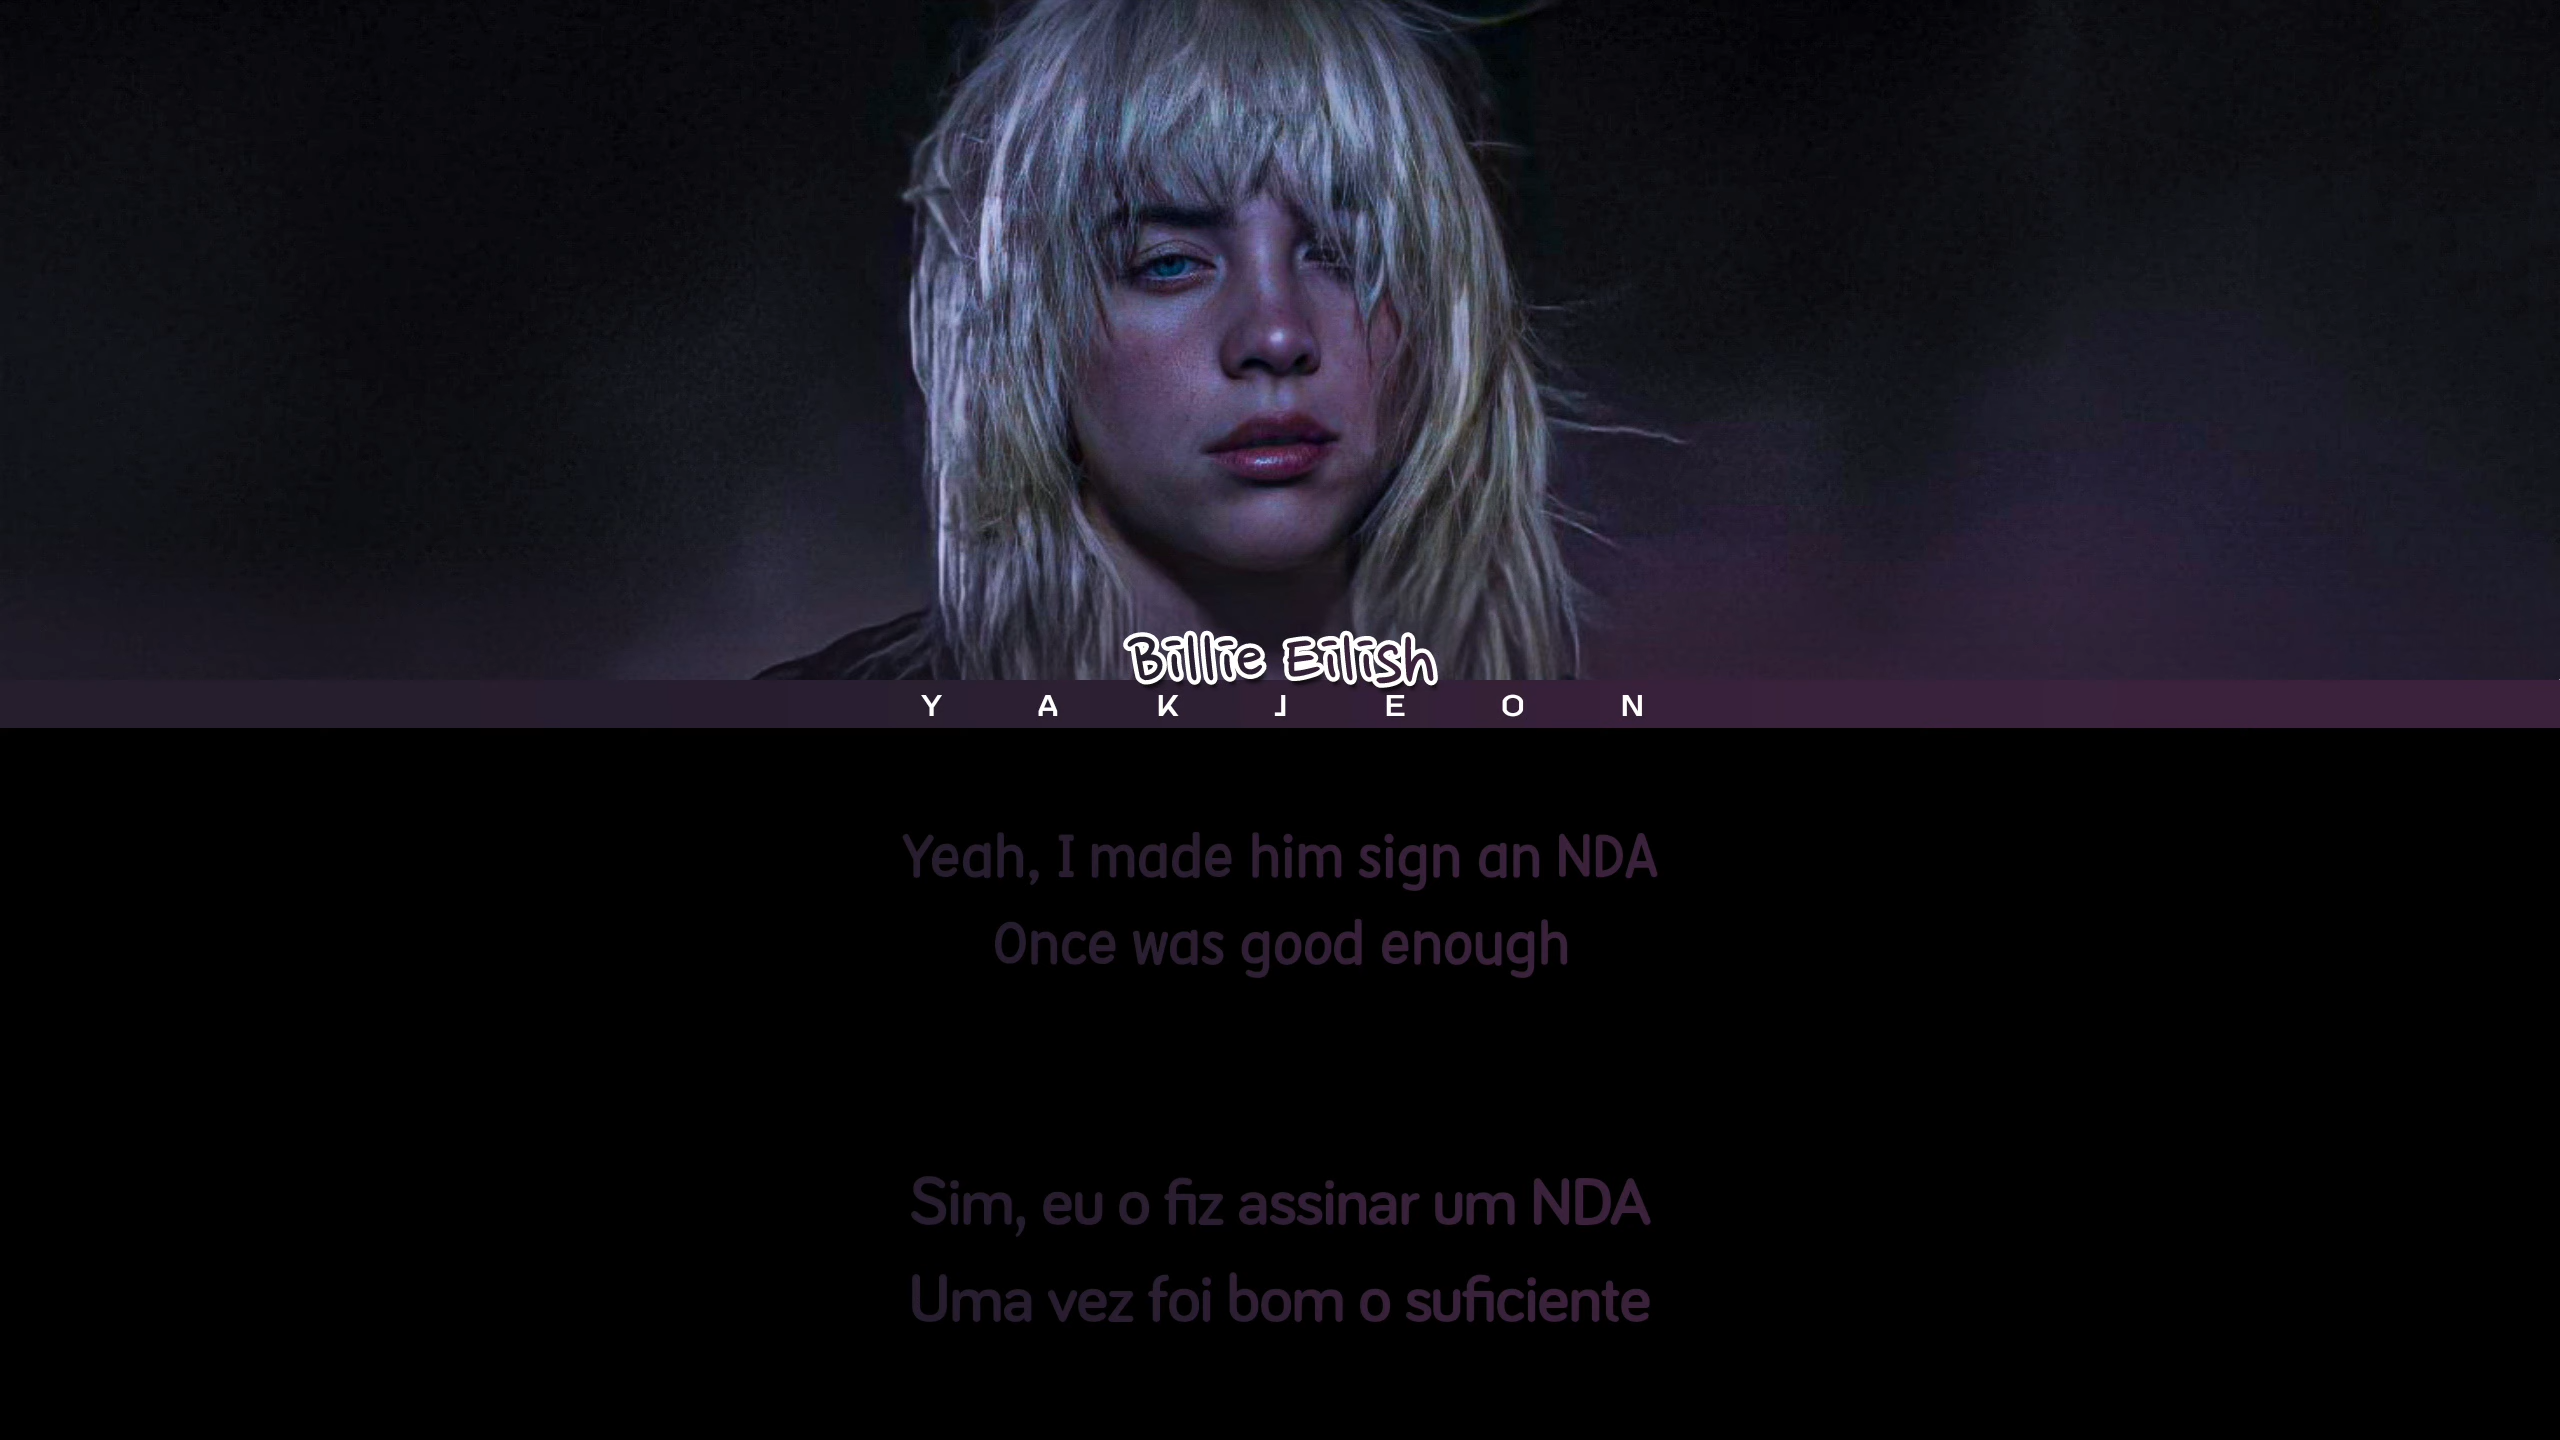 Billie Eilish
YAKJEON
Yeah, I made him sign an NDA
Once was good enough
Sim, eu o fiz assinar um NDA
Uma vez foi bom o suficiente